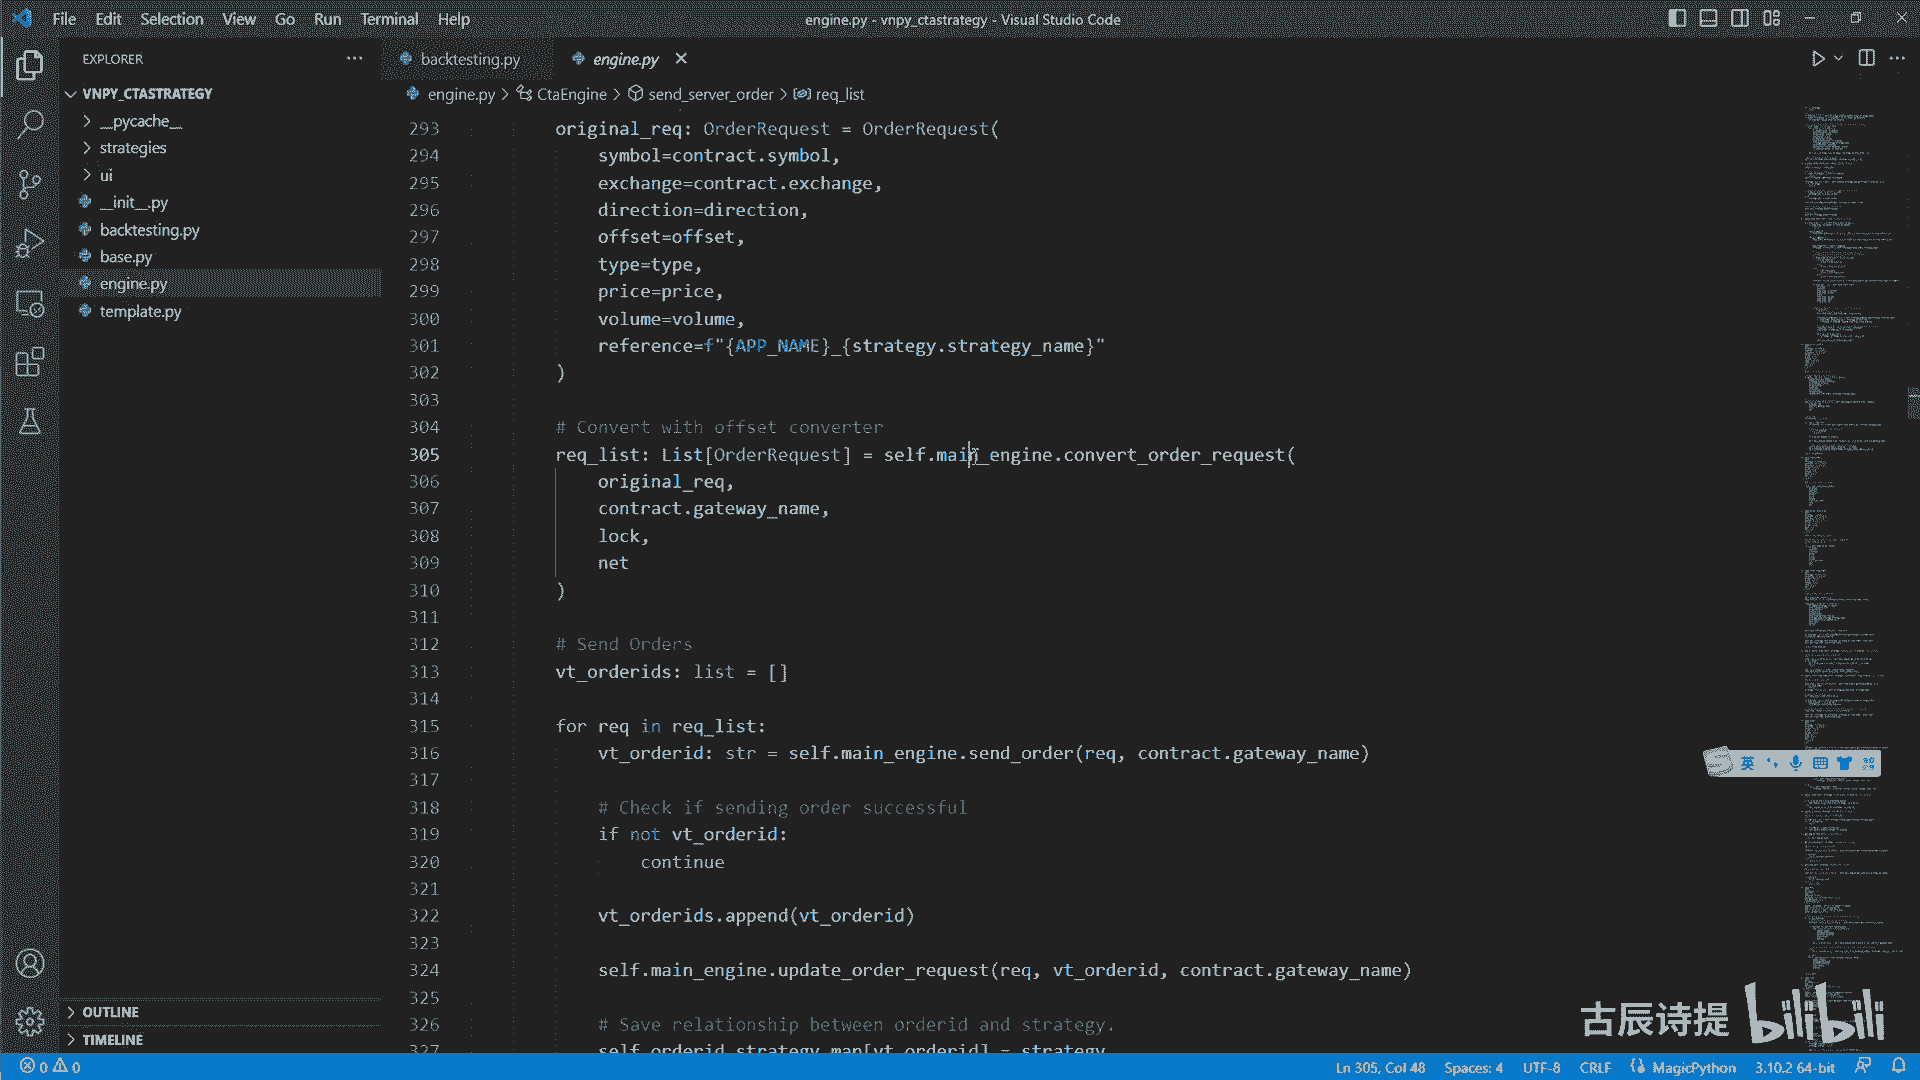 File Edit Selection View Go Run Terminal Help
engine.py - vnpy_ctastrategy - Visual Studio Code
EXPLORER
VNPY_CTASTRATEGY
__pycache__
strategies
ui
__init__.py
backtesting.py
base.py
engine.py
template.py
OUTLINE
TIMELINE
backtesting.py engine.py
engine.py > CtaEngine > send_server_order > req_list
293 original_req: OrderRequest = OrderRequest(
294 symbol=contract.symbol,
295 exchange=contract.exchange,
296 direction=direction,
297 offset=offset,
298 type=type,
299 price=price,
300 volume=volume,
301 reference=f"{APP_NAME}_{strategy.strategy_name}"
302 )
303
304 # Convert with offset converter
305 req_list: List[OrderRequest] = self.main_engine.convert_order_request(
306 original_req,
307 contract.gateway_name,
308 lock,
309 net
310 )
311
312 # Send Orders
313 vt_orderids: list = []
314
315 for req in req_list:
316 vt_orderid: str = self.main_engine.send_order(req, contract.gateway_name)
317
318 # Check if sending order successful
319 if not vt_orderid:
320 continue
321
322 vt_orderids.append(vt_orderid)
323
324 self.main_engine.update_order_request(req, vt_orderid, contract.gateway_name)
325
326 # Save relationship between orderid and strategy.
327 self.orderid_strategy_map[vt_orderid] = strategy
英
古辰诗提 bilibili
0 0
Ln 305, Col 48 Spaces: 4 UTF-8 CRLF MagicPython 3.10.2 64-bit